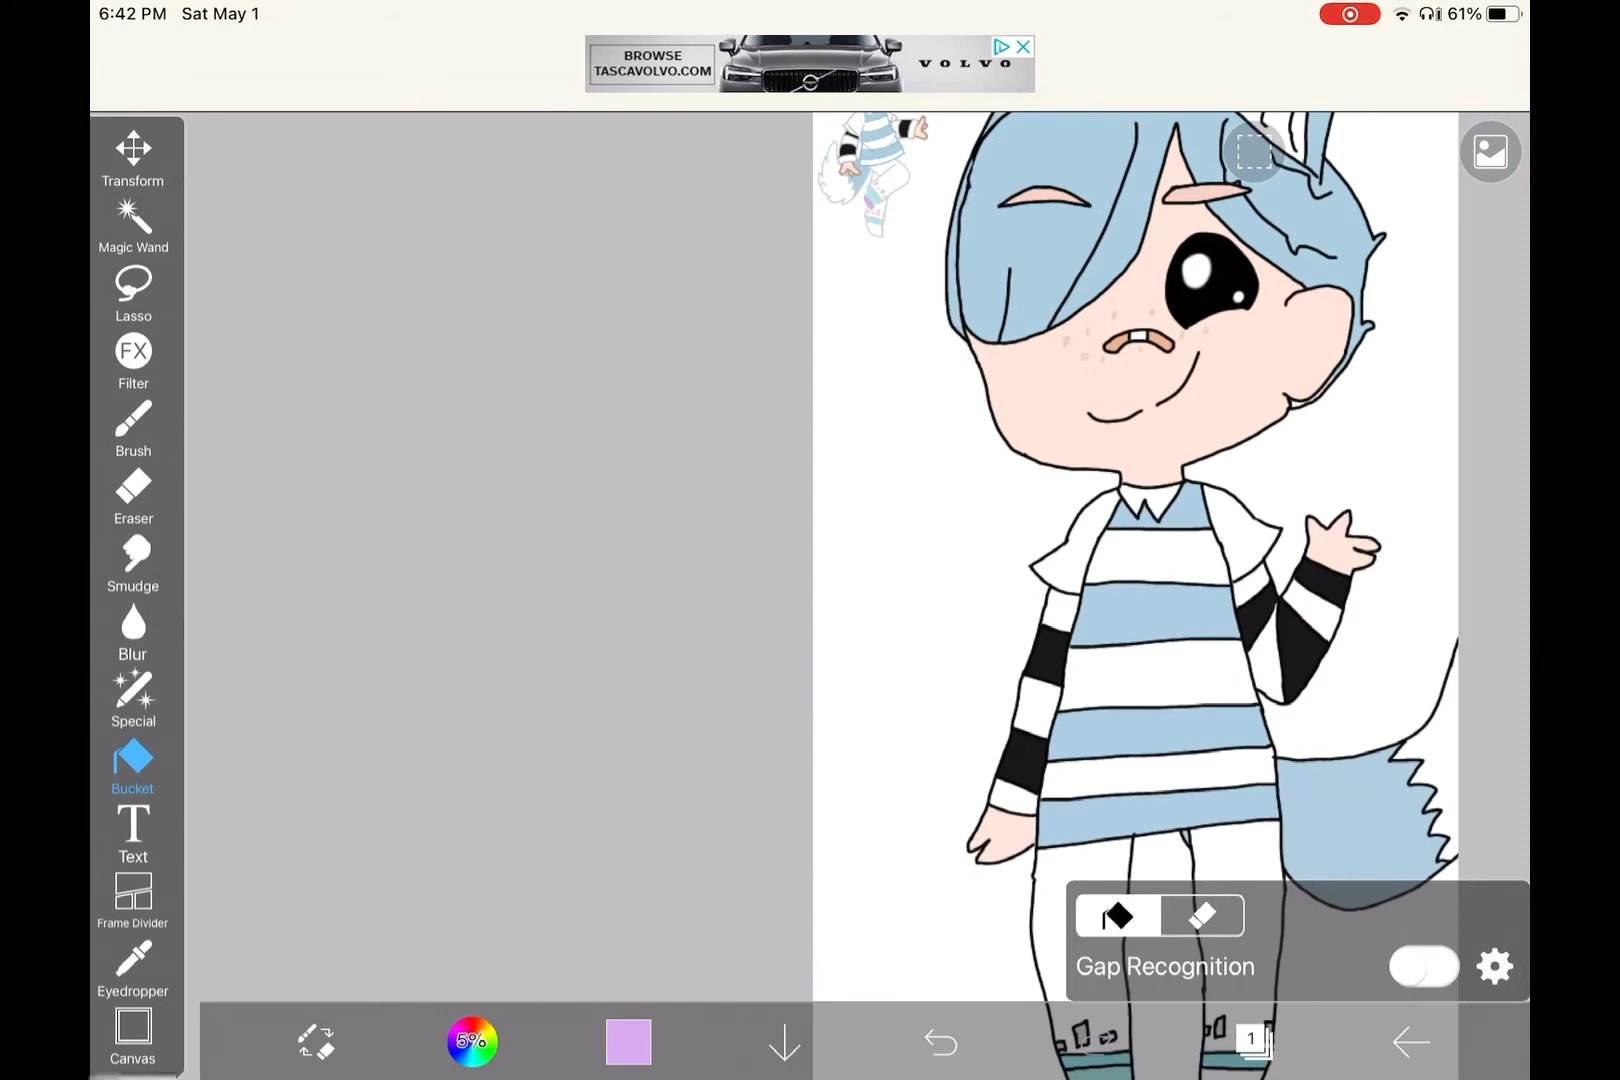 6:42 PM Sat May 1
61%
BROWSE
TASCAVOLVO.COM
VOLVO
Transform
Magic Wand
Lasso
FX
Filter
Brush
Eraser
Smudge
Blur
Special
Bucket
T
Text
Frame Divider
Eyedropper
Canvas
Gap Recognition
5%
1